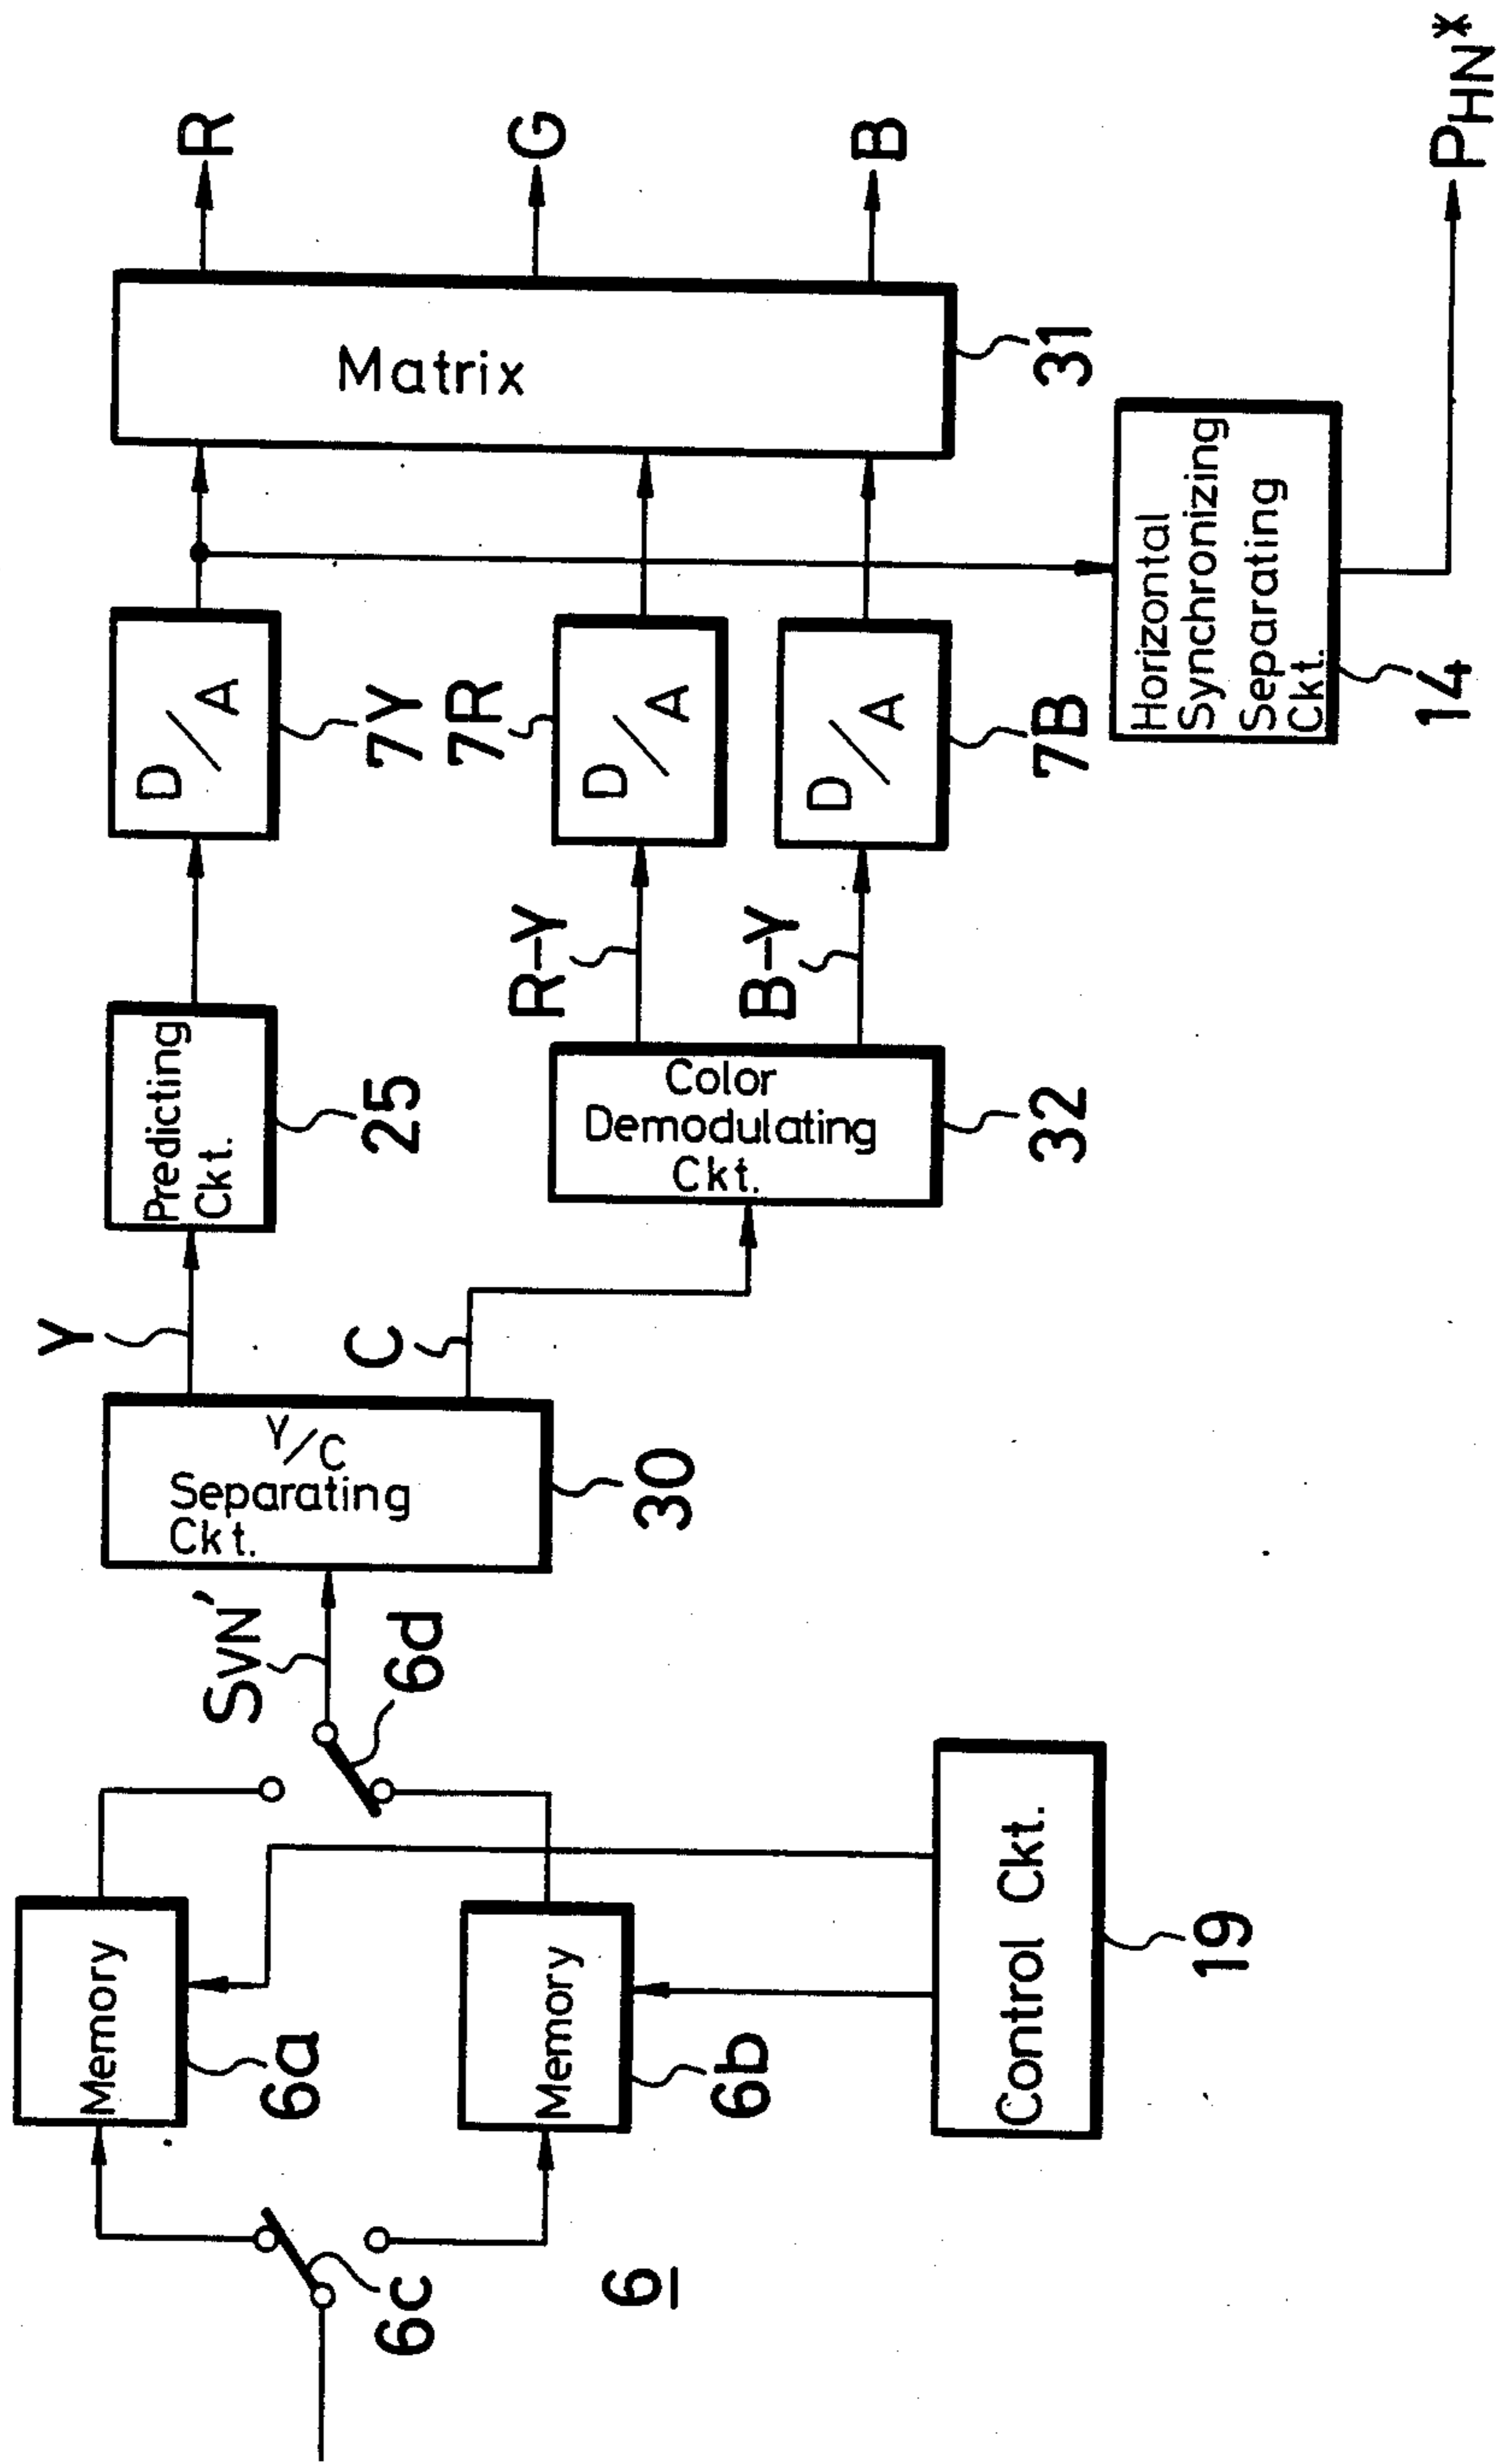 Memory
6a
Memory
6b
6c
6d
6
Control Ckt.
19
SVN'
Y/C
Separating
Ckt.
30
Y
C
Predicting
Ckt.
25
Color
Demodulating
Ckt.
32
R-Y
B-Y
D/A
7Y
D/A
7R
D/A
7B
Matrix
31
Horizontal
Synchronizing
Separating
Ckt.
14
R
G
B
PHN*